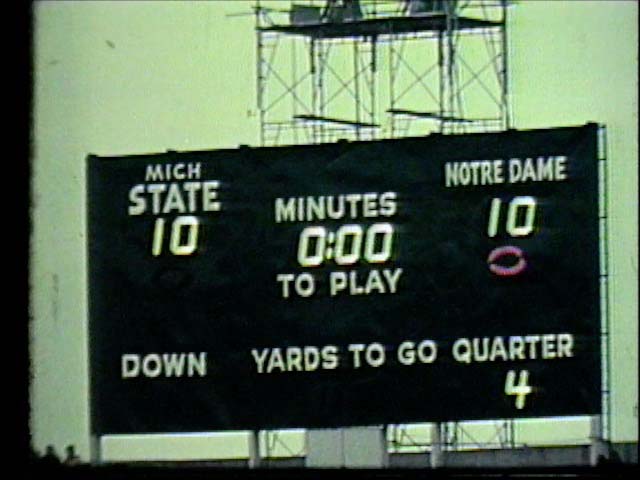 MICH
STATE
10
MINUTES
0:00
TO PLAY
NOTRE DAME
10
DOWN
YARDS TO GO
QUARTER
4